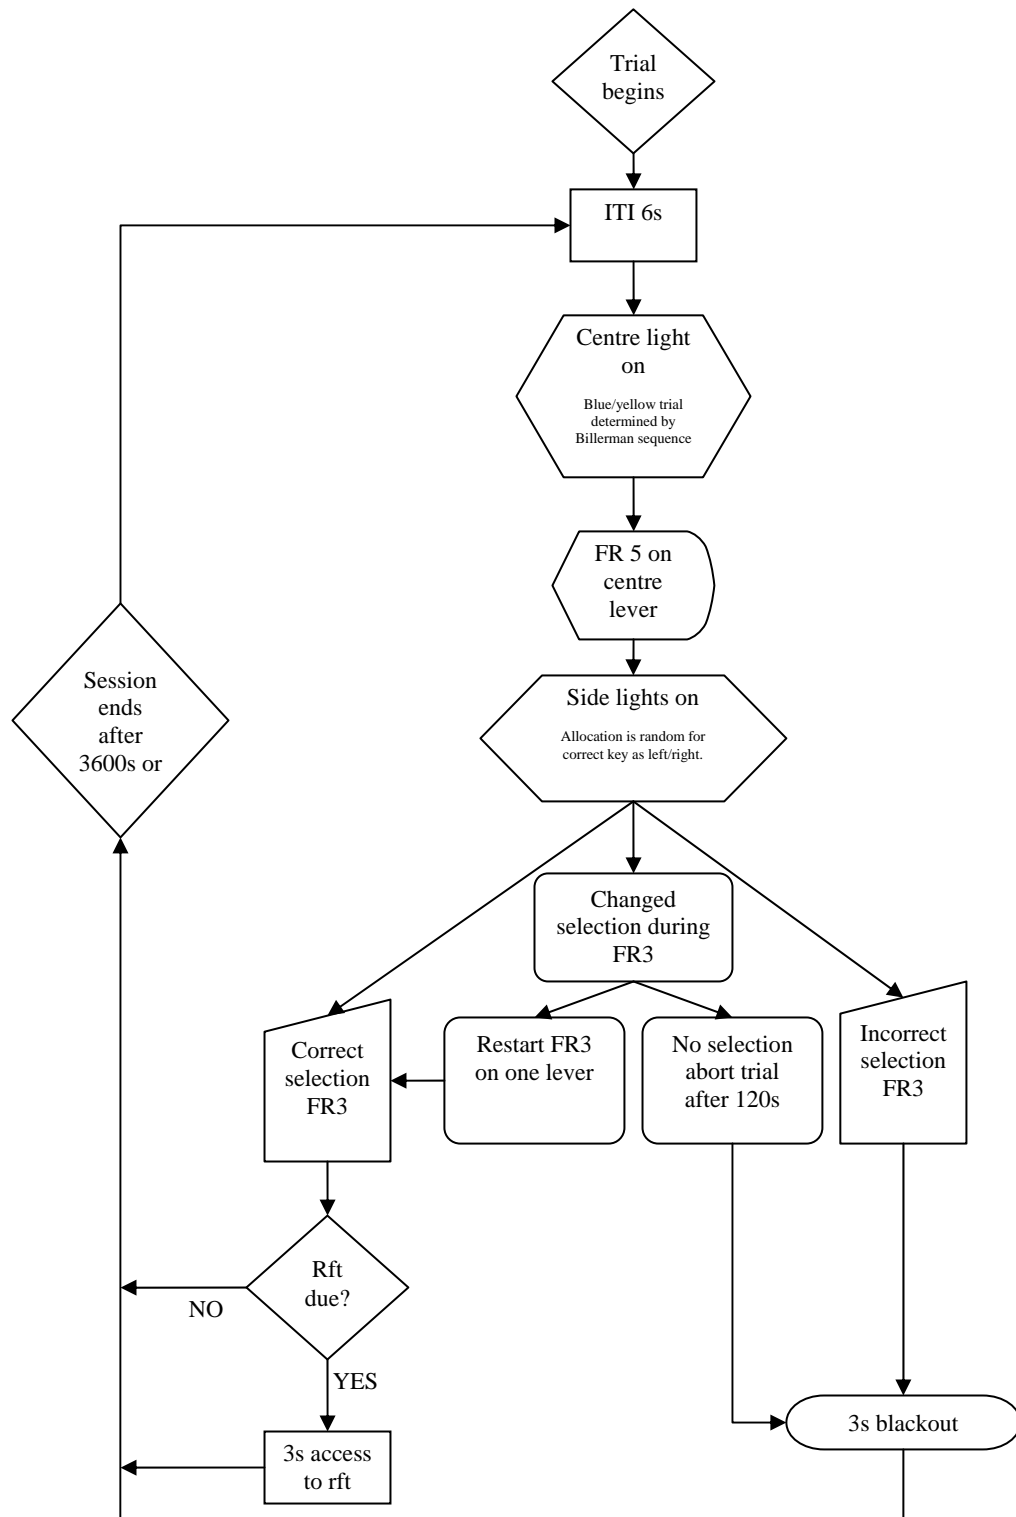 Trial
begins
ITI 6s
Centre light
on
Blue/yellow trial
determined by
Billerman sequence
FR 5 on
centre
lever
Session
ends
after
3600s or
Side lights on
Allocation is random for
correct key as left/right.
Changed
selection during
FR3
Correct
selection
FR3
Restart FR3
on one lever
No selection
abort trial
after 120s
Incorrect
selection
FR3
Rft
due?
NO
YES
3s access
to rft
3s blackout